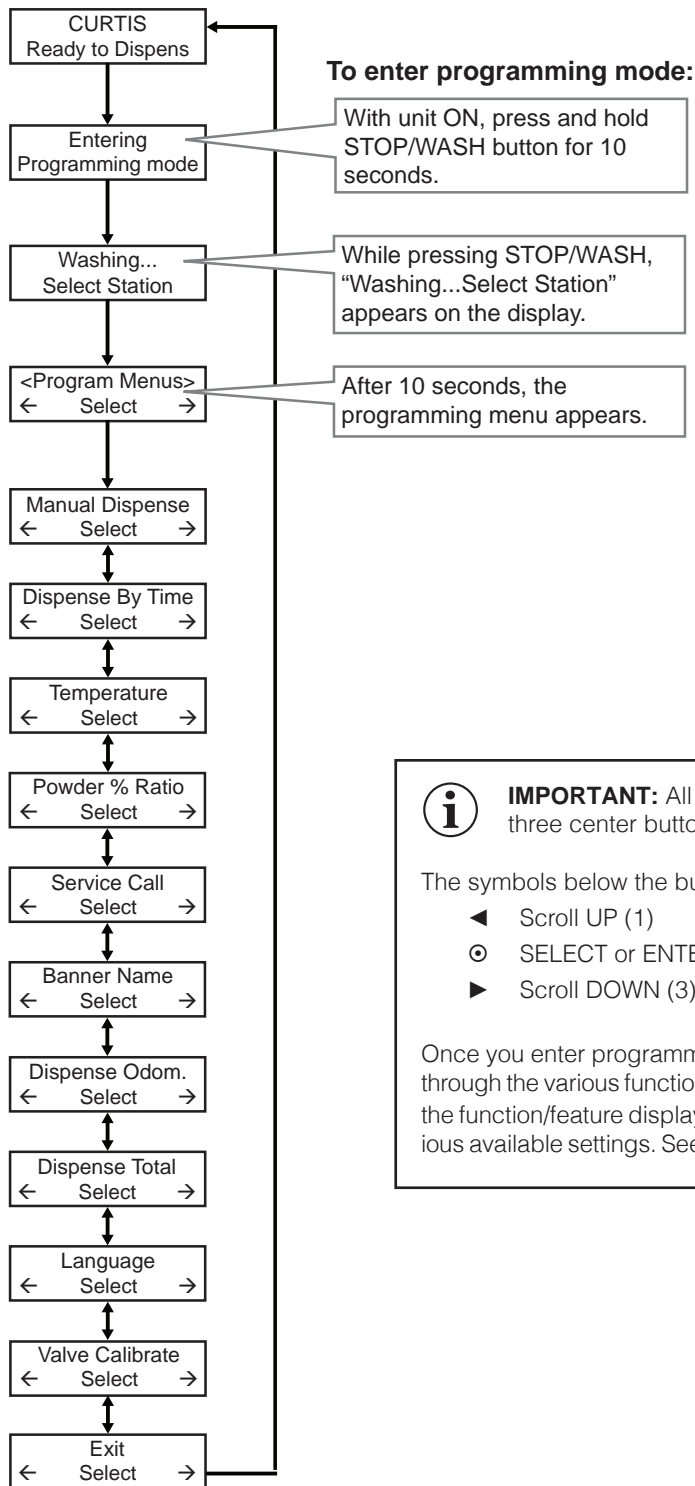 CURTIS
Ready to Dispens
To enter programming mode:
Entering
Programming mode
With unit ON, press and hold
STOP/WASH button for 10
seconds.
Washing...
Select Station
While pressing STOP/WASH,
“Washing...Select Station”
appears on the display.
<Program Menus>
← Select →
After 10 seconds, the
programming menu appears.
Manual Dispense
← Select →
Dispense By Time
← Select →
Temperature
← Select →
Powder % Ratio
← Select →
Service Call
← Select →
Banner Name
← Select →
Dispense Odom.
← Select →
Dispense Total
← Select →
Language
← Select →
Valve Calibrate
← Select →
Exit
← Select →
i IMPORTANT: All
three center butto
The symbols below the bu
◄ Scroll UP (1)
⊙ SELECT or ENTE
► Scroll DOWN (3)
Once you enter programm
through the various function
the function/feature display
ious available settings. See